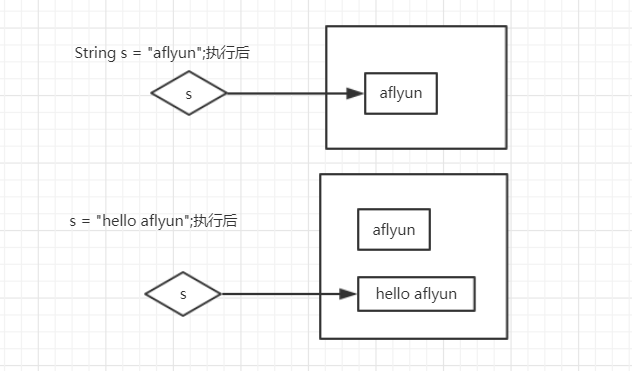 String s = "aflyun";执行后
s
aflyun
s = "hello aflyun";执行后
aflyun
s
hello aflyun